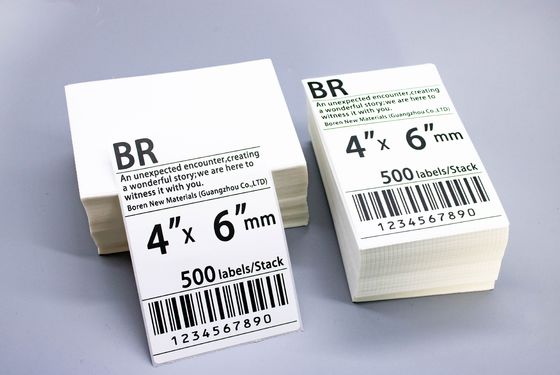 BR
An unexpected encounter,creating
a wonderful story;we are here to
witness it with you.
Boren New Materials (Guangzhou Co.,LTD)
4”x 6”mm
500 labels/Stack
1234567890
BR
An unexpected encounter,creating
a wonderful story;we are here to
witness it with you.
Boren New Materials (Guangzhou Co.,LTD)
4”x 6”mm
500 labels/Stack
1234567890